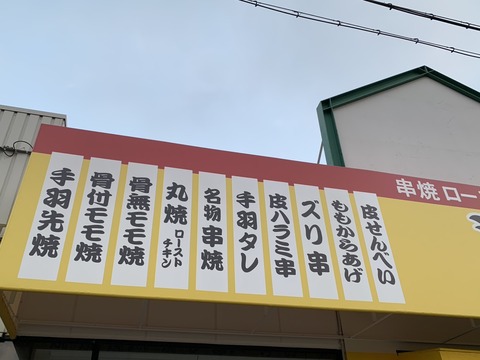 串焼 ロー
皮せんべい
ももからあげ
ズリ串
皮ハラミ串
手羽タレ
名物串焼
丸焼 ローストチキン
骨無モモ焼
骨付モモ焼
手羽先焼